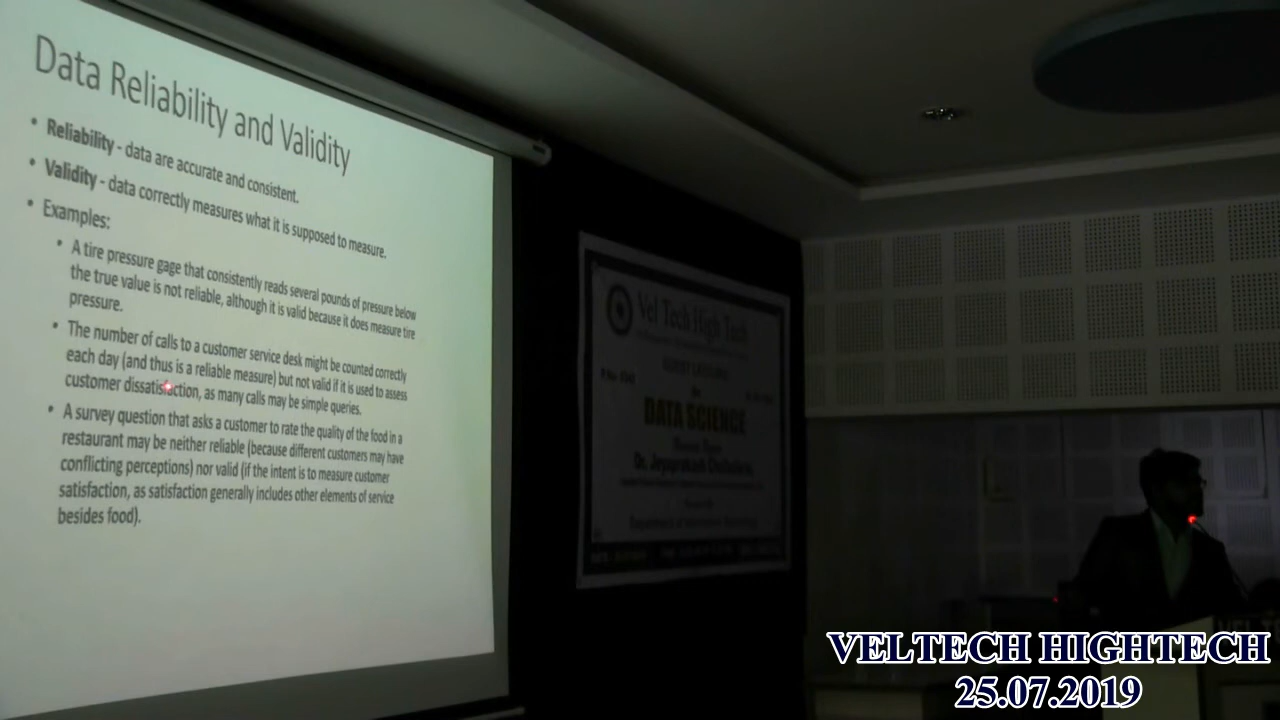 Data Reliability and Validity
• Reliability - data are accurate and consistent.
• Validity - data correctly measures what it is supposed to measure.
• Examples:
• A tire pressure gage that consistently reads several pounds of pressure below
the true value is not reliable, although it is valid because it does measure tire
pressure.
• The number of calls to a customer service desk might be counted correctly
each day (and thus is a reliable measure) but not valid if it is used to assess
customer dissatisfaction, as many calls may be simple queries.
• A survey question that asks a customer to rate the quality of the food in a
restaurant may be neither reliable (because different customers may have
conflicting perceptions) nor valid (if the intent is to measure customer
satisfaction, as satisfaction generally includes other elements of service
besides food).
Vel Tech High Tech
DATA SCIENCE
VELTECH HIGHTECH
25.07.2019